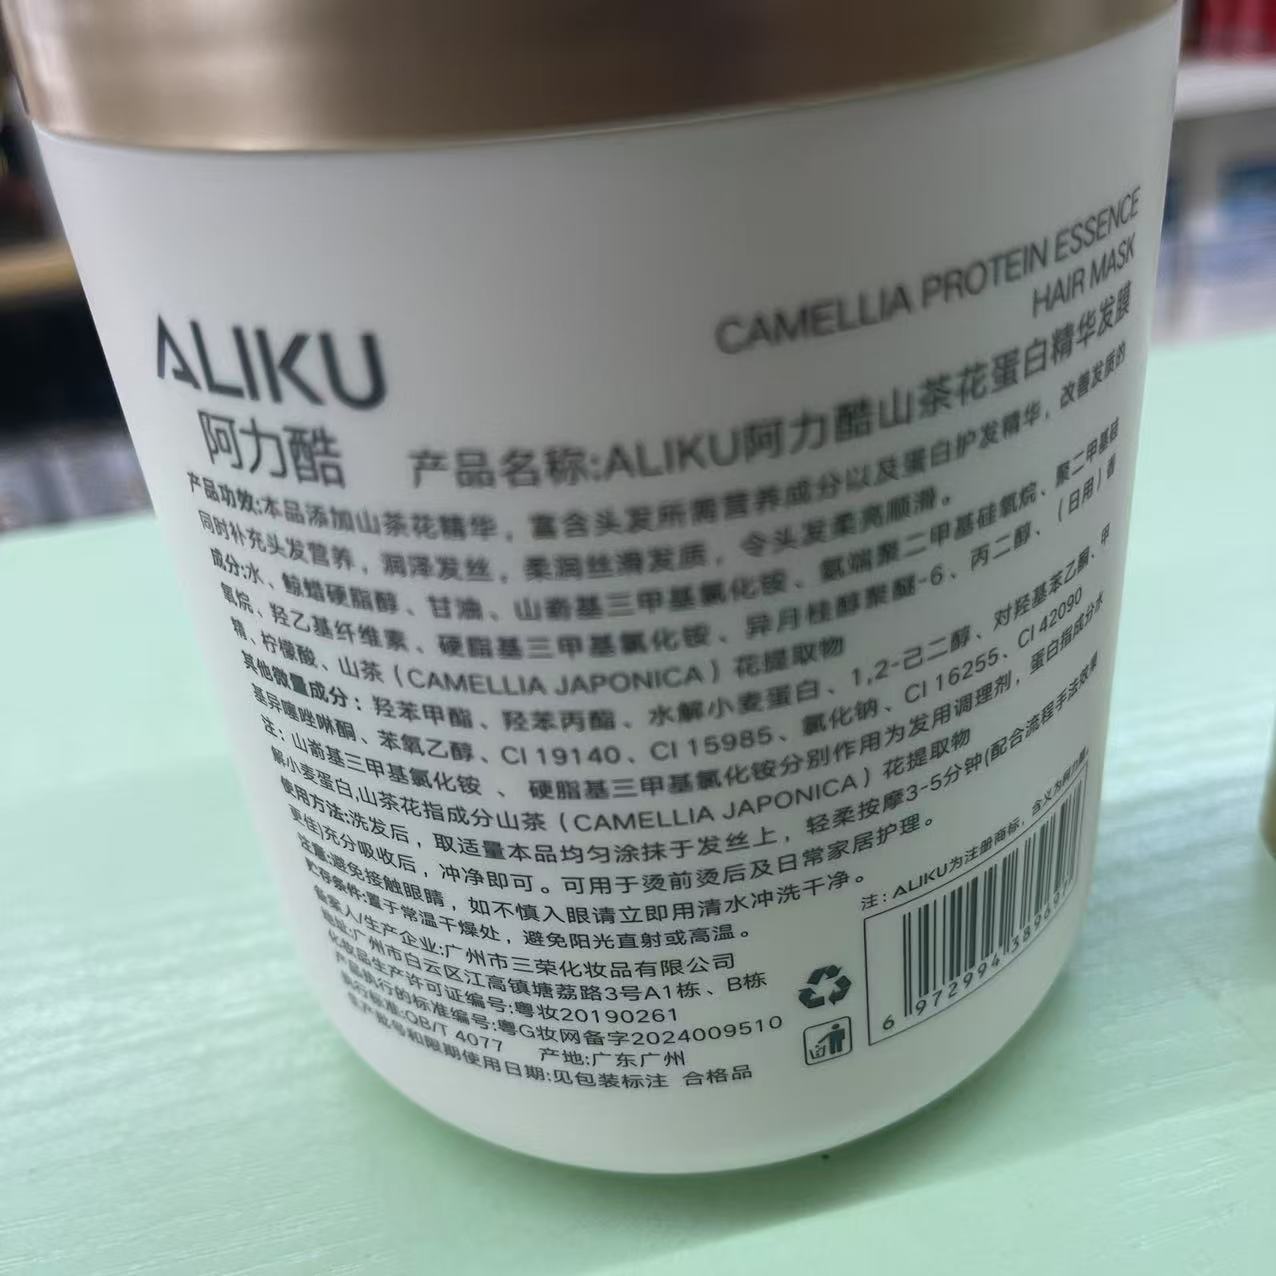 CAMELLIA PROTEIN ESSENCE
HAIR MASK
ALIKU
阿力酷
产品名称:ALIKU阿力酷山茶花蛋白精华发膜
产品功效:本品添加山茶花精华，富含头发所需营养成分以及蛋白护发精华，改善发质的
同时补充头发营养，润泽发丝，柔润丝滑发质，令头发柔亮顺滑。
成分:水、鲸蜡硬脂醇、甘油、山嵛基三甲基氯化铵、氨端聚二甲基硅氧烷、聚二甲基硅
氧烷、羟乙基纤维素、硬脂基三甲基氯化铵、异月桂醇聚醚-6、丙二醇、（日用）香
精、柠檬酸、山茶（CAMELLIA JAPONICA）花提取物
其他微量成分：羟苯甲酯、羟苯丙酯、水解小麦蛋白、1,2-己二醇、对羟基苯乙酮、甲
基异噻唑啉酮、苯氧乙醇、CI 19140、CI 15985、氯化钠、CI 16255、CI 42090
注：山嵛基三甲基氯化铵 、硬脂基三甲基氯化铵分别作用为发用调理剂，蛋白指成分水
解小麦蛋白,山茶花指成分山茶（CAMELLIA JAPONICA）花提取物
使用方法:洗发后，取适量本品均匀涂抹于发丝上，轻柔按摩3-5分钟(配合流程手法效果
更佳)充分吸收后，冲净即可。可用于烫前烫后及日常家居护理。
注意:避免接触眼睛，如不慎入眼请立即用清水冲洗干净。
贮存条件:置于常温干燥处，避免阳光直射或高温。
备案人/生产企业:广州市三荣化妆品有限公司
地址:广州市白云区江高镇塘荔路3号A1栋、B栋
化妆品生产许可证编号:粤妆20190261
产品执行的标准编号:粤G妆网备字2024009510
执行标准:QB/T 4077 产地:广东广州
生产批号和限期使用日期:见包装标注 合格品
注：ALIKU为注册商标，含义为阿力酷。
6 972994